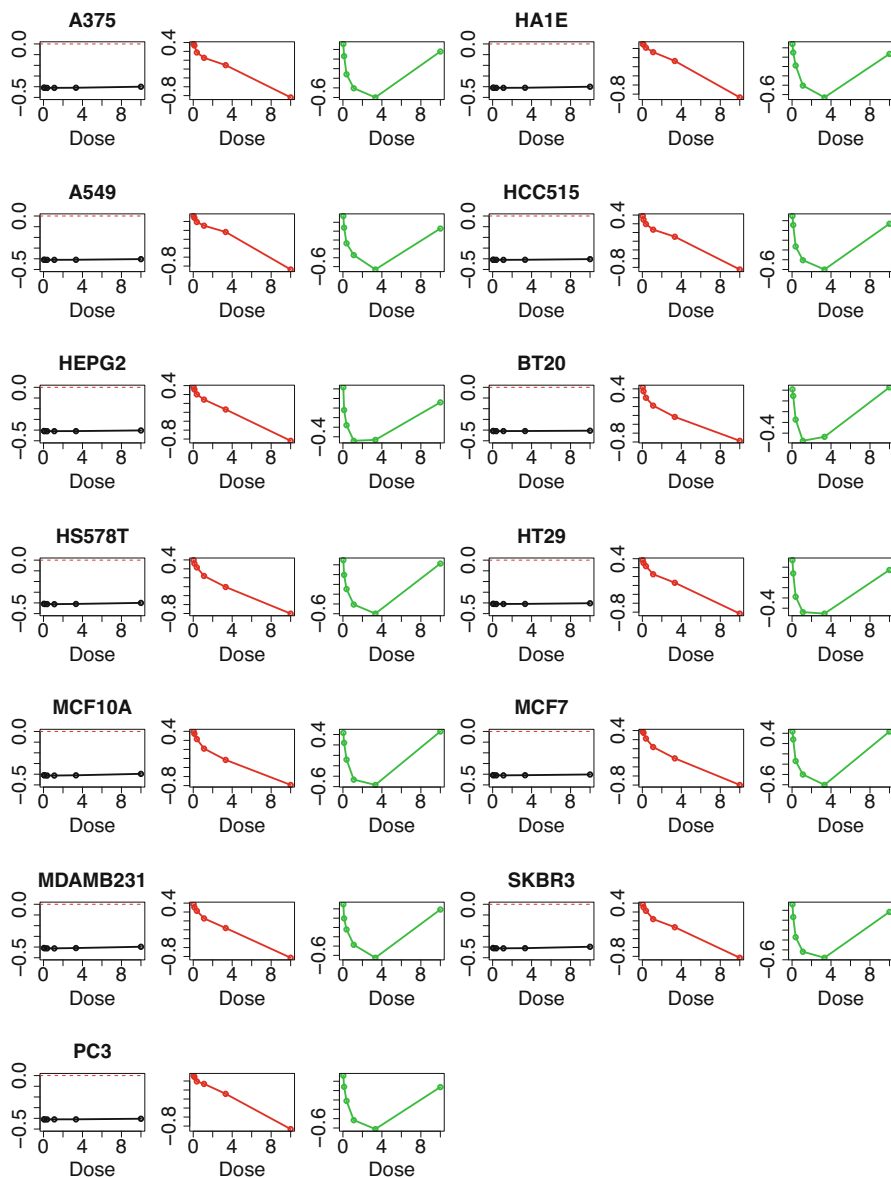 A375 HA1E
0.0 0.4 0.0
−0.5 −0.8 −0.6 −0.5 −0.8 −0.6
0 4 8 0 4 8 0 4 8 0 4 8 0 4 8 0 4 8
Dose Dose Dose Dose Dose Dose
A549 HCC515
0.0 0.0 0.4
−0.5 −0.8 −0.6 −0.5 −0.8 −0.6
0 4 8 0 4 8 0 4 8 0 4 8 0 4 8 0 4 8
Dose Dose Dose Dose Dose Dose
HEPG2 BT20
0.0 0.4 0.0 0.4
−0.5 −0.8 −0.4 −0.5 −0.8 −0.4
0 4 8 0 4 8 0 4 8 0 4 8 0 4 8 0 4 8
Dose Dose Dose Dose Dose Dose
HS578T HT29
0.0 0.4 0.0 0.4
−0.5 −0.8 −0.6 −0.5 −0.8 −0.4
0 4 8 0 4 8 0 4 8 0 4 8 0 4 8 0 4 8
Dose Dose Dose Dose Dose Dose
MCF10A MCF7
0.0 0.4 0.4 0.0 0.4 0.4
−0.5 −0.8 −0.6 −0.5 −0.8 −0.6
0 4 8 0 4 8 0 4 8 0 4 8 0 4 8 0 4 8
Dose Dose Dose Dose Dose Dose
MDAMB231 SKBR3
0.0 0.4 0.0 0.4
−0.5 −0.8 −0.6 −0.5 −0.8 −0.6
0 4 8 0 4 8 0 4 8 0 4 8 0 4 8 0 4 8
Dose Dose Dose Dose Dose Dose
PC3
0.0
−0.5 −0.8 −0.6
0 4 8 0 4 8 0 4 8
Dose Dose Dose